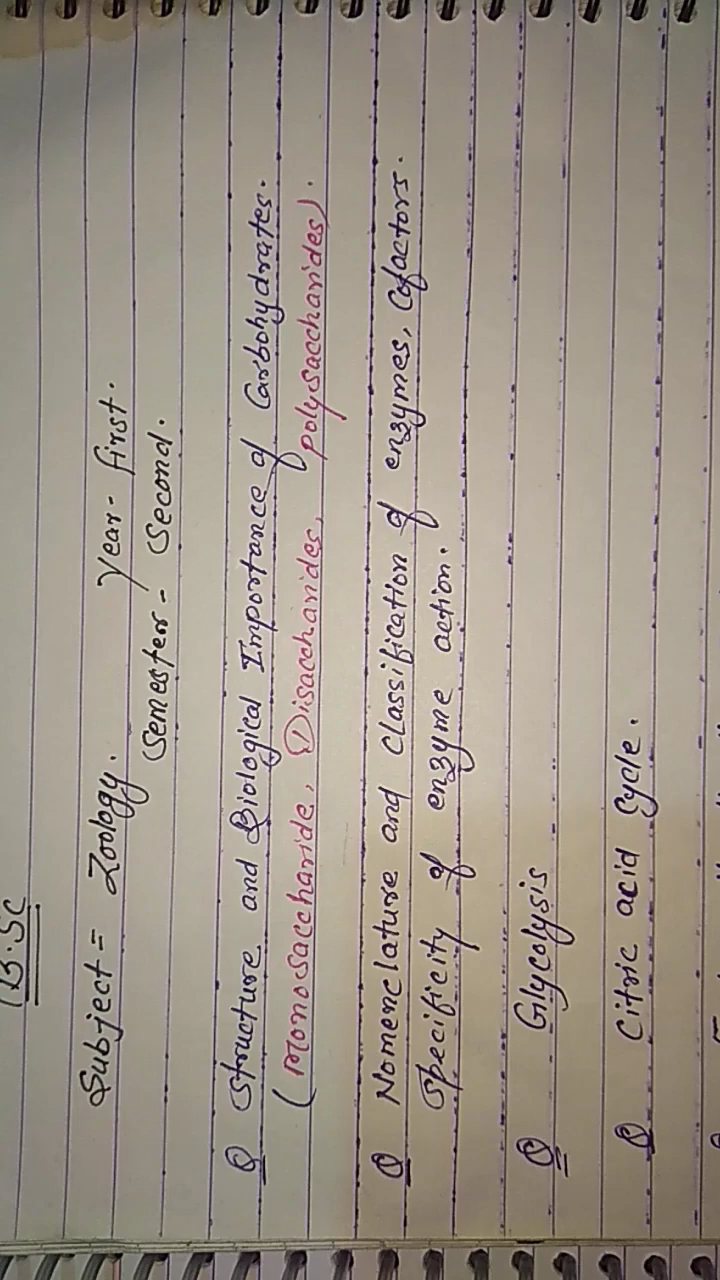 B.Sc
Subject = Zoology. Year - first.
Semester - Second.
Q Structure and Biological Importance of Carbohydrates.
(Monosaccharide, Disaccharides, polysaccharides).
Q Nomenclature and Classification of enzymes, Cofactors.
Specificity of enzyme action.
Q Glycolysis
Q Citric acid Cycle.